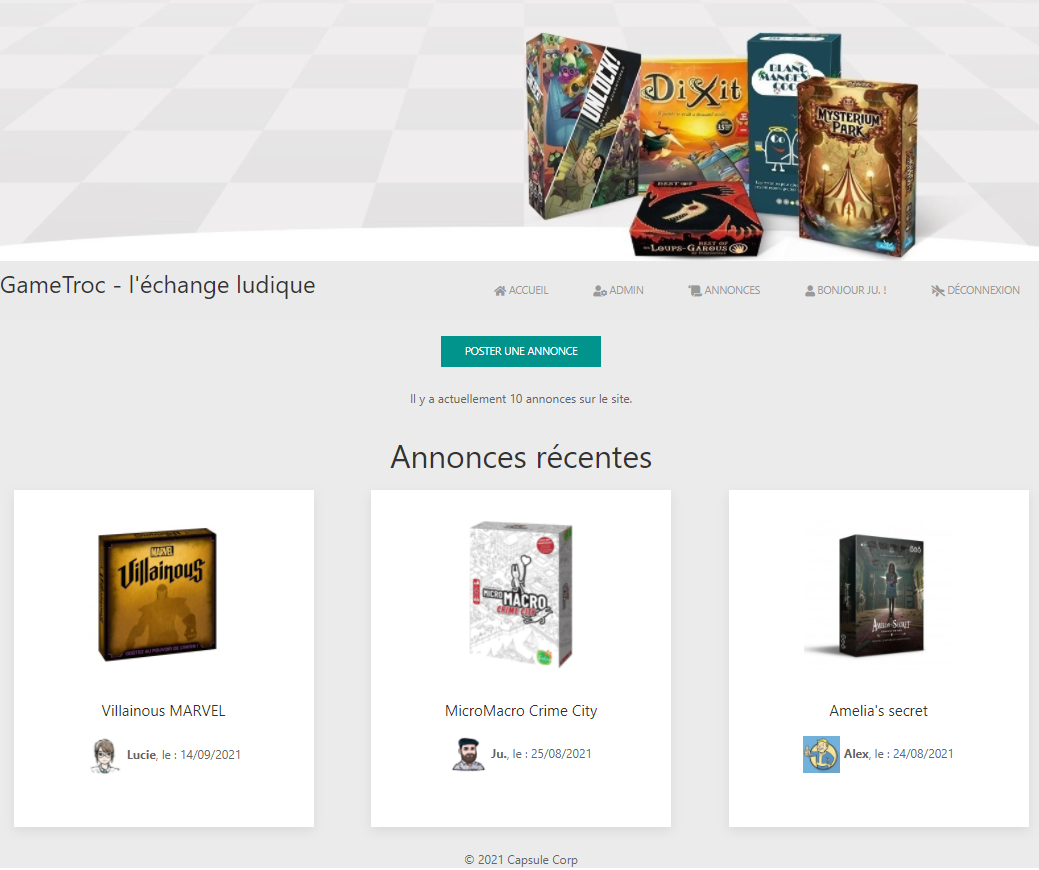 UNLOCK!
DiXit
BLANC
MANGER
COCO
MYSTERIUM
PARK
BEST OF
BEST OF
LOUPS-GAROUS
GameTroc - l'échange ludique
ACCUEIL
ADMIN
ANNONCES
BONJOUR JU. !
DÉCONNEXION
POSTER UNE ANNONCE
Il y a actuellement 10 annonces sur le site.
Annonces récentes
MARVEL
Villainous
MICRO
MACRO
CRIME CITY
AMELIA'S SECRET
Villainous MARVEL
MicroMacro Crime City
Amelia's secret
Lucie, le : 14/09/2021
Ju., le : 25/08/2021
Alex, le : 24/08/2021
© 2021 Capsule Corp